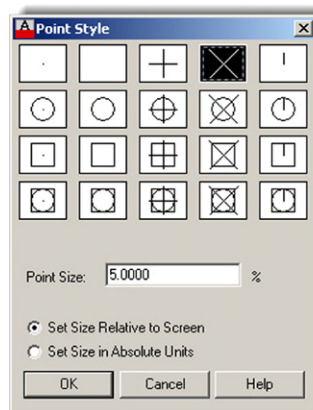 Point Style
Point Size: 5.0000 %
Set Size Relative to Screen
Set Size in Absolute Units
OK Cancel Help